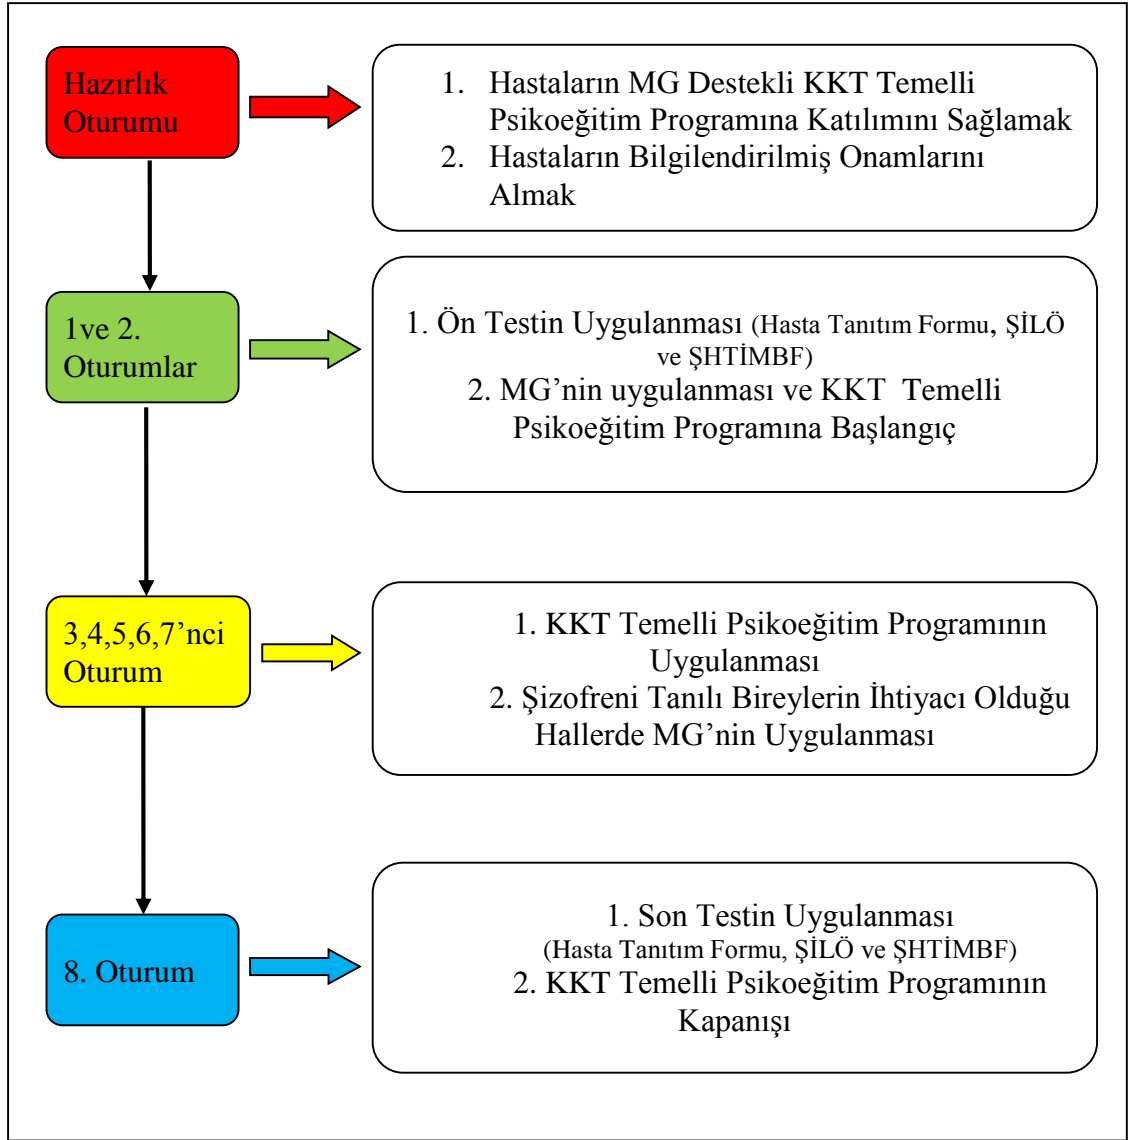 Hazırlık
Oturumu
1. Hastaların MG Destekli KKT Temelli
Psikoeğitim Programına Katılımını Sağlamak
2. Hastaların Bilgilendirilmiş Onamlarını
Almak
1ve 2.
Oturumlar
1. Ön Testin Uygulanması (Hasta Tanıtım Formu, ŞİLÖ
ve ŞHTİMBF)
2. MG’nin uygulanması ve KKT Temelli
Psikoeğitim Programına Başlangıç
3,4,5,6,7’nci
Oturum
1. KKT Temelli Psikoeğitim Programının
Uygulanması
2. Şizofreni Tanılı Bireylerin İhtiyacı Olduğu
Hallerde MG’nin Uygulanması
8. Oturum
1. Son Testin Uygulanması
(Hasta Tanıtım Formu, ŞİLÖ ve ŞHTİMBF)
2. KKT Temelli Psikoeğitim Programının
Kapanışı